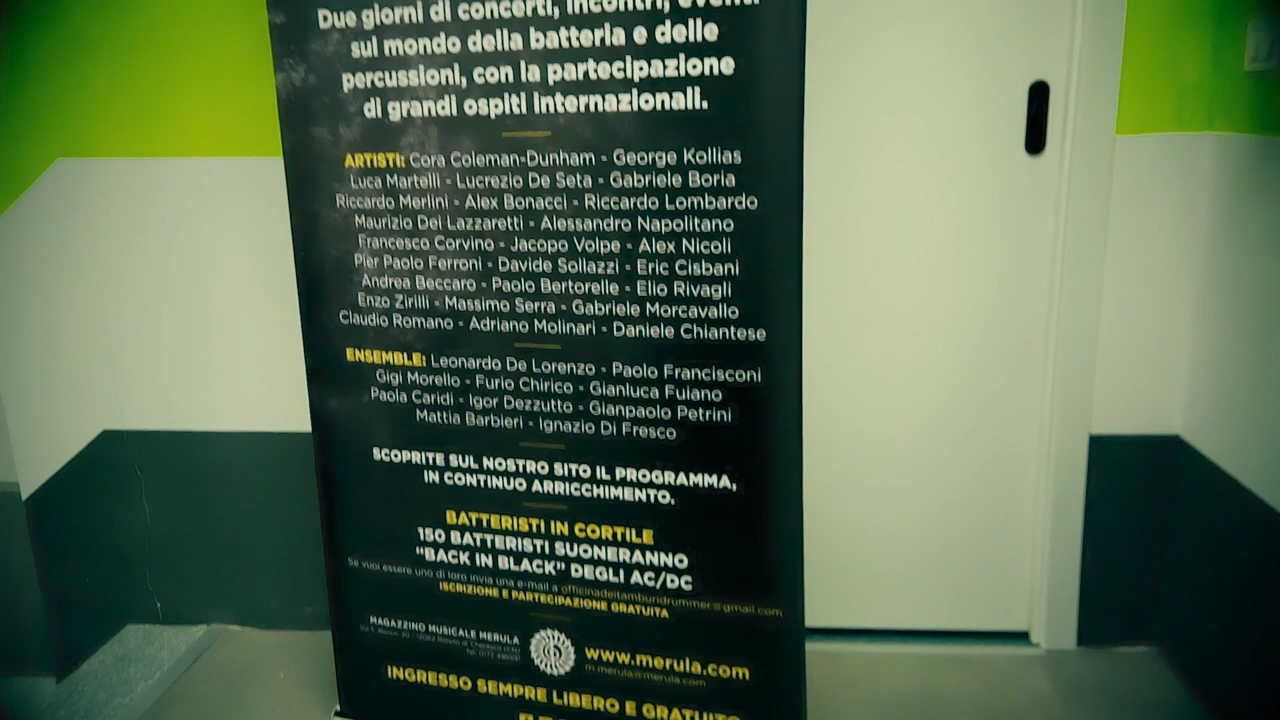 Due giorni di concerti, incontri, eventi
sul mondo della batteria e delle
percussioni, con la partecipazione
di grandi ospiti internazionali.
ARTISTI: Cora Coleman-Dunham - George Kollias
Luca Martelli - Lucrezio De Seta - Gabriele Boria
Riccardo Merlini - Alex Bonacci - Riccardo Lombardo
Maurizio Dei Lazzaretti - Alessandro Napolitano
Francesco Corvino - Jacopo Volpe - Alex Nicoli
Pier Paolo Ferroni - Davide Sollazzi - Eric Cisbani
Andrea Beccaro - Paolo Bertorelle - Elio Rivagli
Enzo Zirilli - Massimo Serra - Gabriele Morcavallo
Claudio Romano - Adriano Molinari - Daniele Chiantese
ENSEMBLE: Leonardo De Lorenzo - Paolo Francisconi
Gigi Morello - Furio Chirico - Gianluca Fuiano
Paola Caridi - Igor Dezzutto - Gianpaolo Petrini
Mattia Barbieri - Ignazio Di Fresco
SCOPRITE SUL NOSTRO SITO IL PROGRAMMA,
IN CONTINUO ARRICCHIMENTO.
BATTERISTI IN CORTILE
150 BATTERISTI SUONERANNO
"BACK IN BLACK" DEGLI AC/DC
Se vuoi essere uno di loro invia una e-mail a officinadeitamburidrummer@gmail.com
ISCRIZIONE E PARTECIPAZIONE GRATUITA
MAGAZZINO MUSICALE MERULA
www.merula.com
m.merula@merula.com
INGRESSO SEMPRE LIBERO E GRATUITO